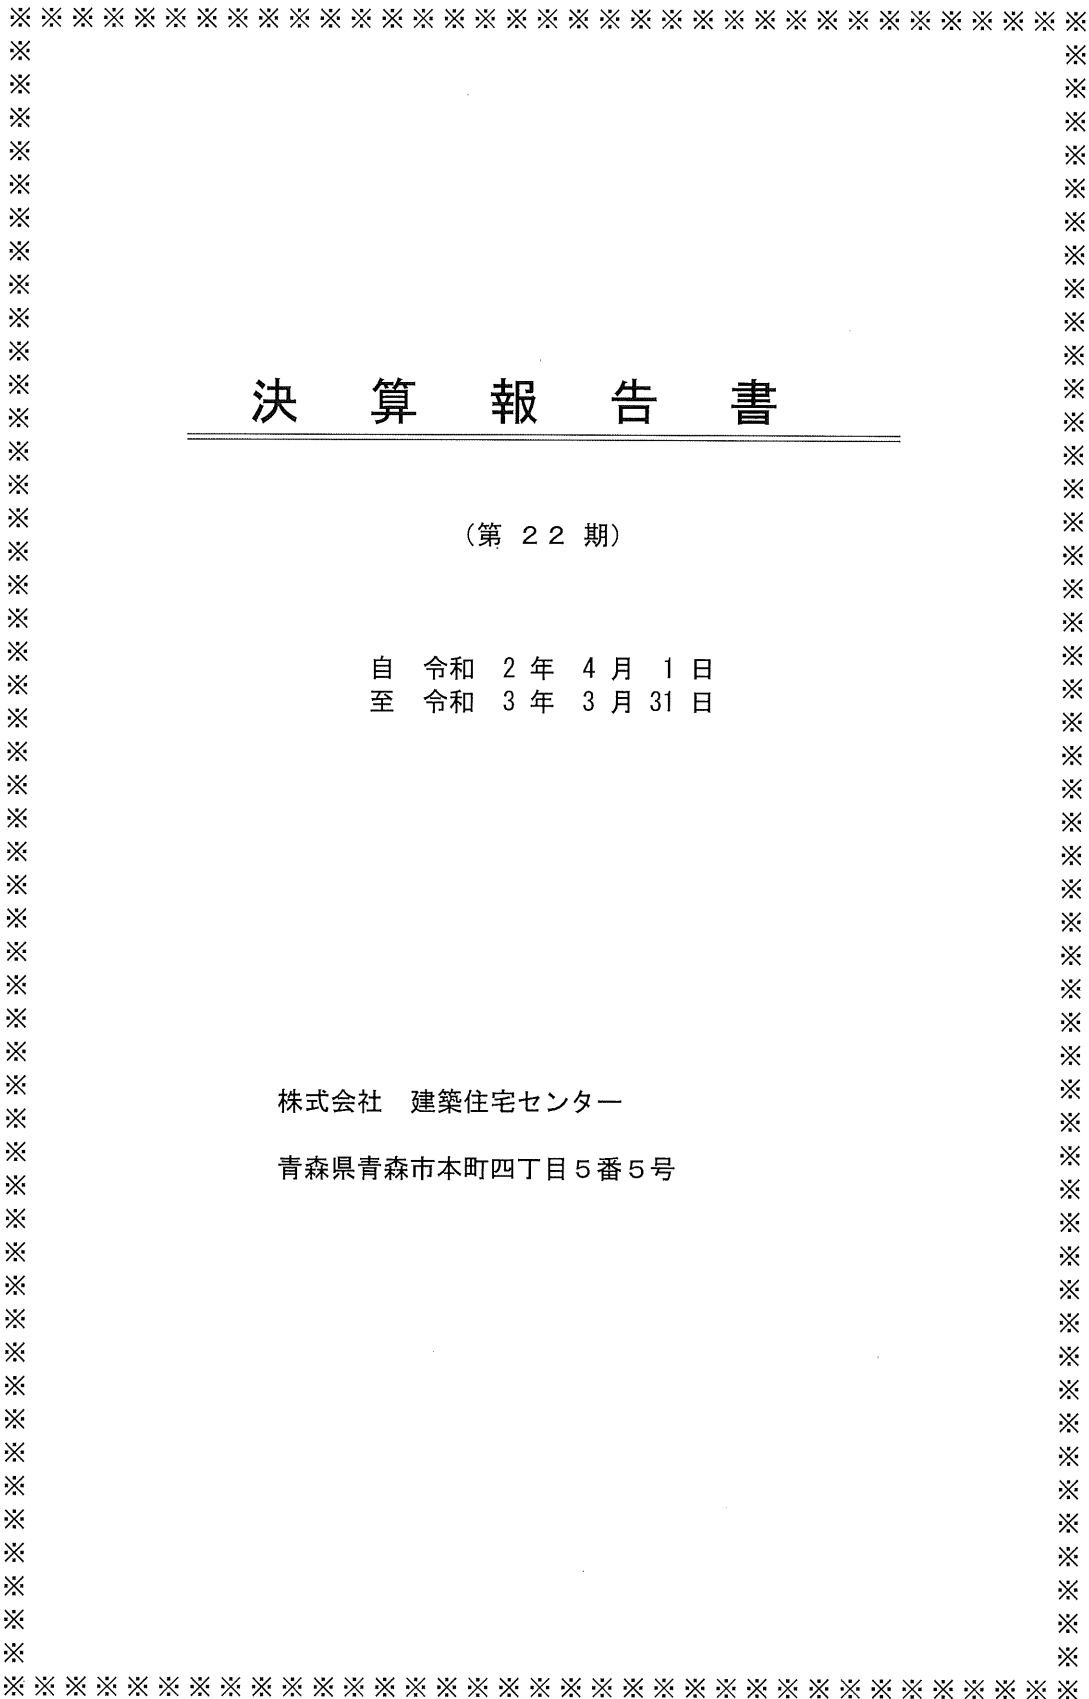 決算報告書
(第 22 期)
自 令和 2 年 4 月 1 日
至 令和 3 年 3 月 31 日
株式会社 建築住宅センター
青森県青森市本町四丁目5番5号